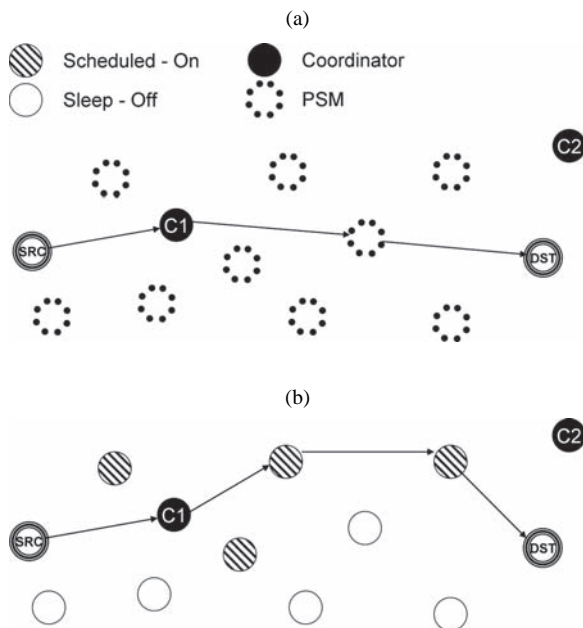 (a)
Scheduled - On
Coordinator
Sleep - Off
PSM
C2
C1
SRC
DST
(b)
C2
C1
SRC
DST